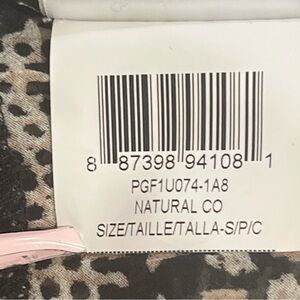 8 87398 94108 1
PGF1U074-1A8
NATURAL CO
SIZE/TAILLE/TALLA-S/P/C